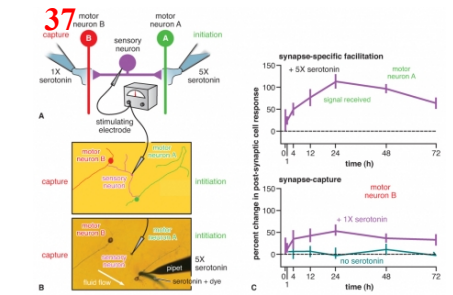 37
motor
neuron B
motor
neuron A
capture
sensory
neuron
initiation
B
A
1X
serotonin
5X
serotonin
A
stimulating
electrode
motor
neuron B
motor
neuron A
capture
sensory
neuron
intitiation
motor
neuron B
motor
neuron A
capture
initiation
sensory
neuron
5X
serotonin
pipet
fluid flow
serotonin + dye
B
synapse-specific facilitation
150
+ 5X serotonin
motor
neuron A
100
signal received
50
0
0 4 12 24 48 72
1
time (h)
percent change in post-synaptic cell response
synapse-capture
150
motor
neuron B
100
+ 1X serotonin
50
0
no serotonin
0 4 12 24 48 72
1
time (h)
C